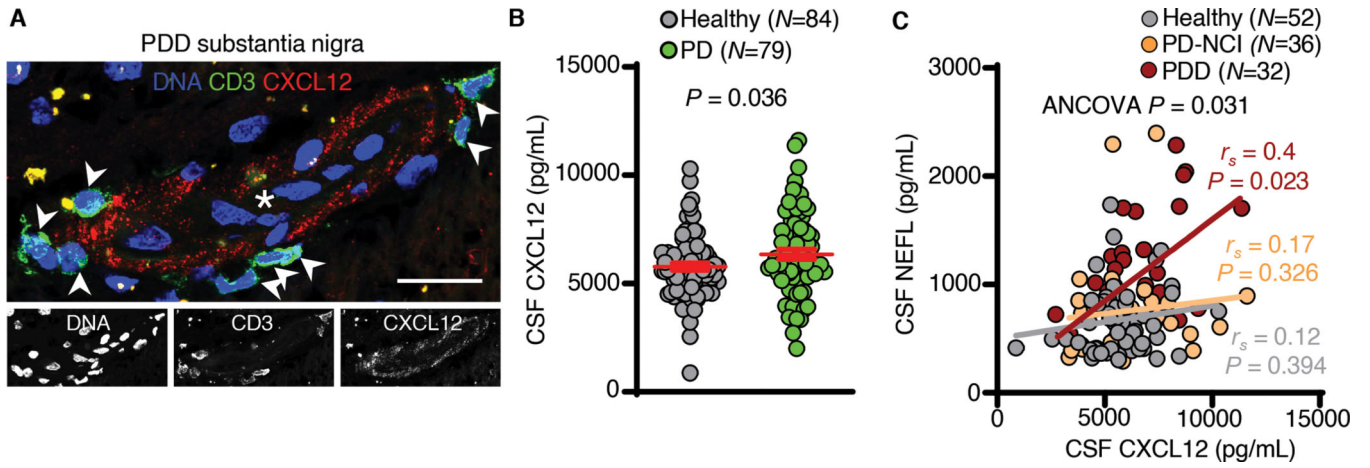 A
PDD substantia nigra
DNA CD3 CXCL12
*
DNA
CD3
CXCL12
B
Healthy (N=84)
PD (N=79)
P = 0.036
CSF CXCL12 (pg/mL)
15000
10000
5000
0
C
Healthy (N=52)
PD-NCI (N=36)
PDD (N=32)
ANCOVA P = 0.031
rs = 0.4
P = 0.023
rs = 0.17
P = 0.326
rs = 0.12
P = 0.394
CSF NEFL (pg/mL)
3000
2000
1000
0
0 5000 10000 15000
CSF CXCL12 (pg/mL)